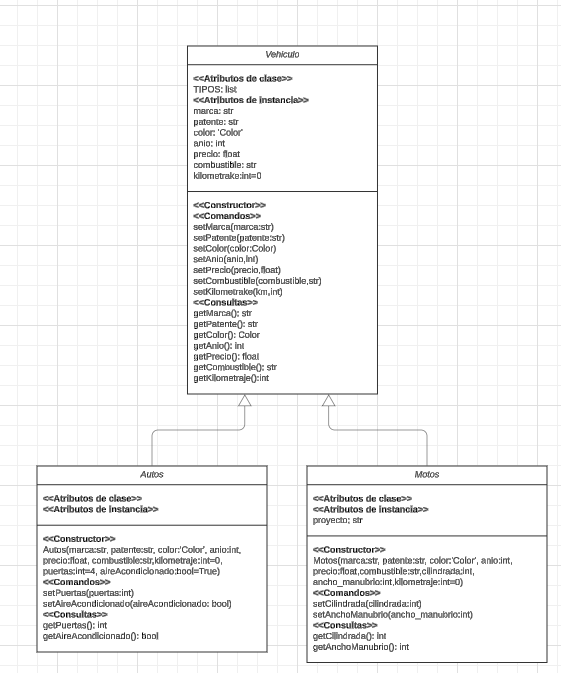 Vehiculo
<<Atributos de clase>>
TIPOS: list
<<Atributos de instancia>>
marca: str
patente: str
color: 'Color'
anio: int
precio: float
combustible: str
kilometrake:int=0
<<Constructor>>
<<Comandos>>
setMarca(marca:str)
setPatente(patente:str)
setColor(color:Color)
setAnio(anio,int)
setPrecio(precio,float)
setCombustible(combustible,str)
setKilometrake(km,int)
<<Consultas>>
getMarca(): str
getPatente(): str
getColor(): Color
getAnio(): int
getPrecio(): float
getCombustible(): str
getKilometraje():int
Autos
<<Atributos de clase>>
<<Atributos de instancia>>
<<Constructor>>
Autos(marca:str, patente:str, color:'Color', anio:int,
precio:float, combustible:str,kilometraje:int=0,
puertas:int=4, aireAcondicionado:bool=True)
<<Comandos>>
setPuertas(puertas:int)
setAireAcondicionado(aireAcondicionado: bool)
<<Consultas>>
getPuertas(): int
getAireAcondicionado(): bool
Motos
<<Atributos de clase>>
<<Atributos de instancia>>
proyecto: str
<<Constructor>>
Motos(marca:str, patente:str, color:'Color', anio:int,
precio:float,combustible:str,cilindrada:int,
ancho_manubrio:int,kilometraje:int=0)
<<Comandos>>
setCilindrada(cilindrada:int)
setAnchoManubrio(ancho_manubrio:int)
<<Consultas>>
getCilindrada(): int
getAnchoManubrio(): int